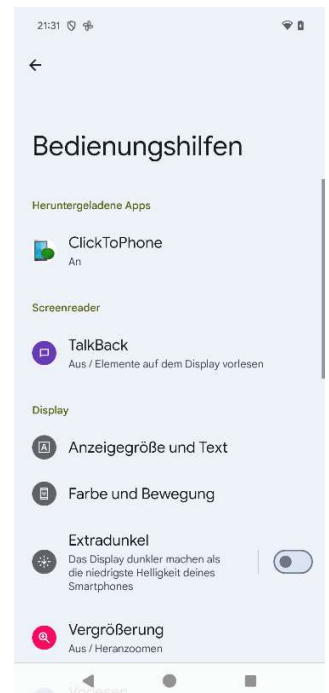 21:31
Bedienungshilfen
Heruntergeladene Apps
ClickToPhone
An
Screenreader
TalkBack
Aus / Elemente auf dem Display vorlesen
Display
Anzeigegröße und Text
Farbe und Bewegung
Extradunkel
Das Display dunkler machen als
die niedrigste Helligkeit deines
Smartphones
Vergrößerung
Aus / Heranzoomen
Vorlesen